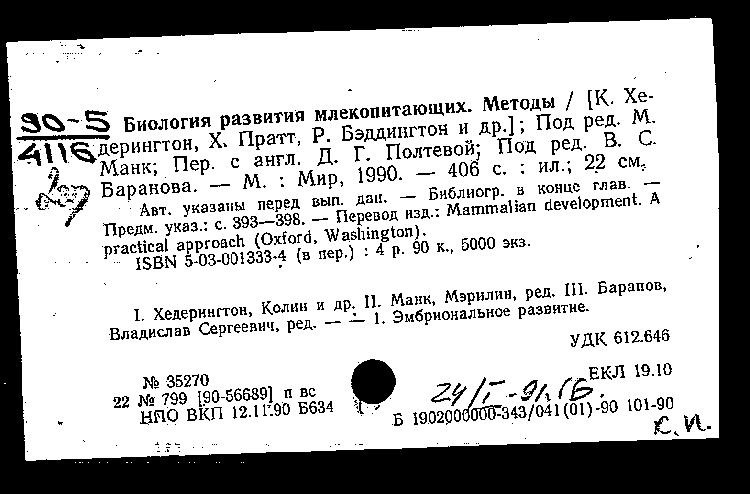 90-5
4116
Биология развития млекопитающих. Методы / [К. Хе-
дерингтон, Х. Пратт, Р. Бэддингтон и др.]; Под ред. М.
Манк; Пер. с англ. Д. Г. Полтевой; Под ред. В. С.
Баранова. — М. : Мир, 1990. — 406 с. : ил.; 22 см.
Авт. указаны перед вып. дан. — Библиогр. в конце глав. —
Предм. указ.: с. 393—398. — Перевод изд.: Mammalian development. A
practical approach (Oxford, Washington).
ISBN 5-03-001333-4 (в пер.) : 4 р. 90 к., 5000 экз.
I. Хедерингтон, Колин и др. II. Манк, Мэрилин, ред. III. Баранов,
Владислав Сергеевич, ред. — — 1. Эмбриональное развитие.
УДК 612.646
№ 35270
ЕКЛ 19.10
22 № 799 [90-56689] п вс
24/I-91.
НПО ВКП 12.11.90 Б634
Б 1902000000-343/041(01)-90 101-90